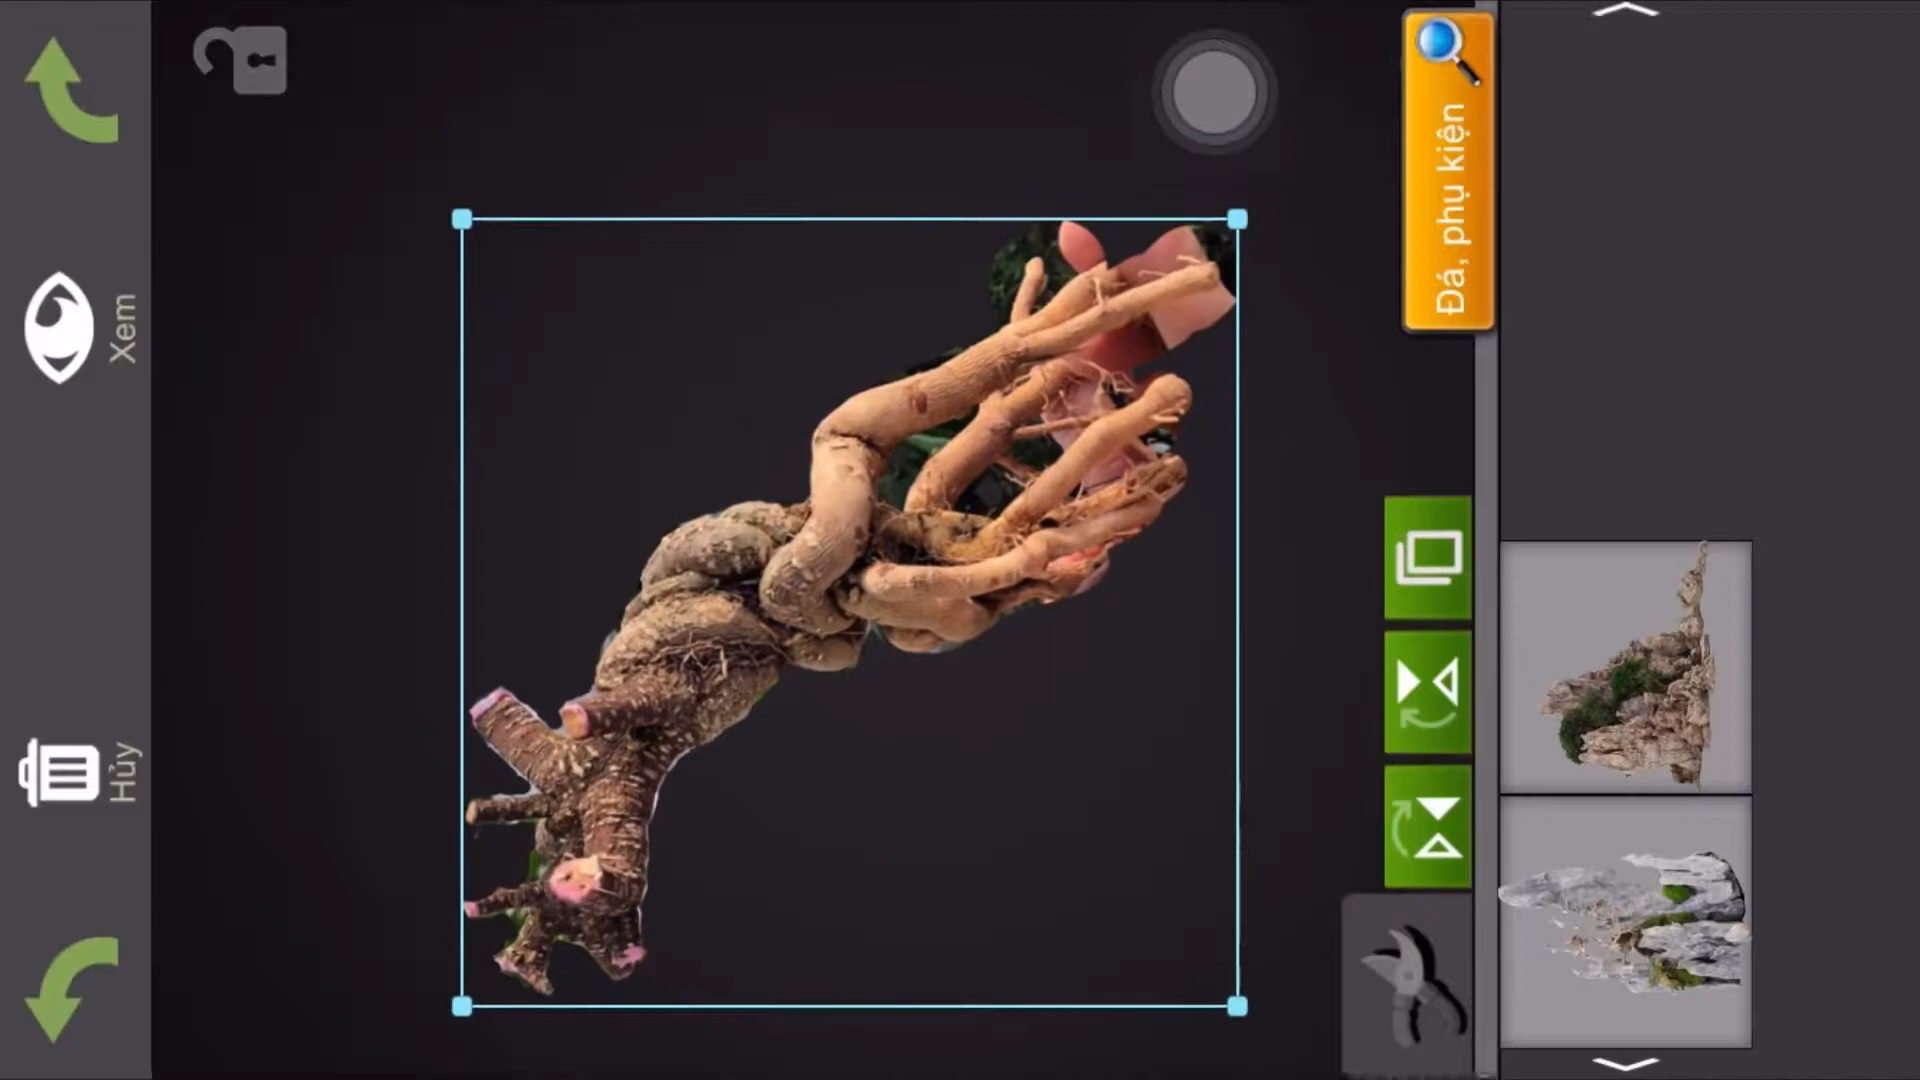 Đá, phụ kiện
Xem
Hủy